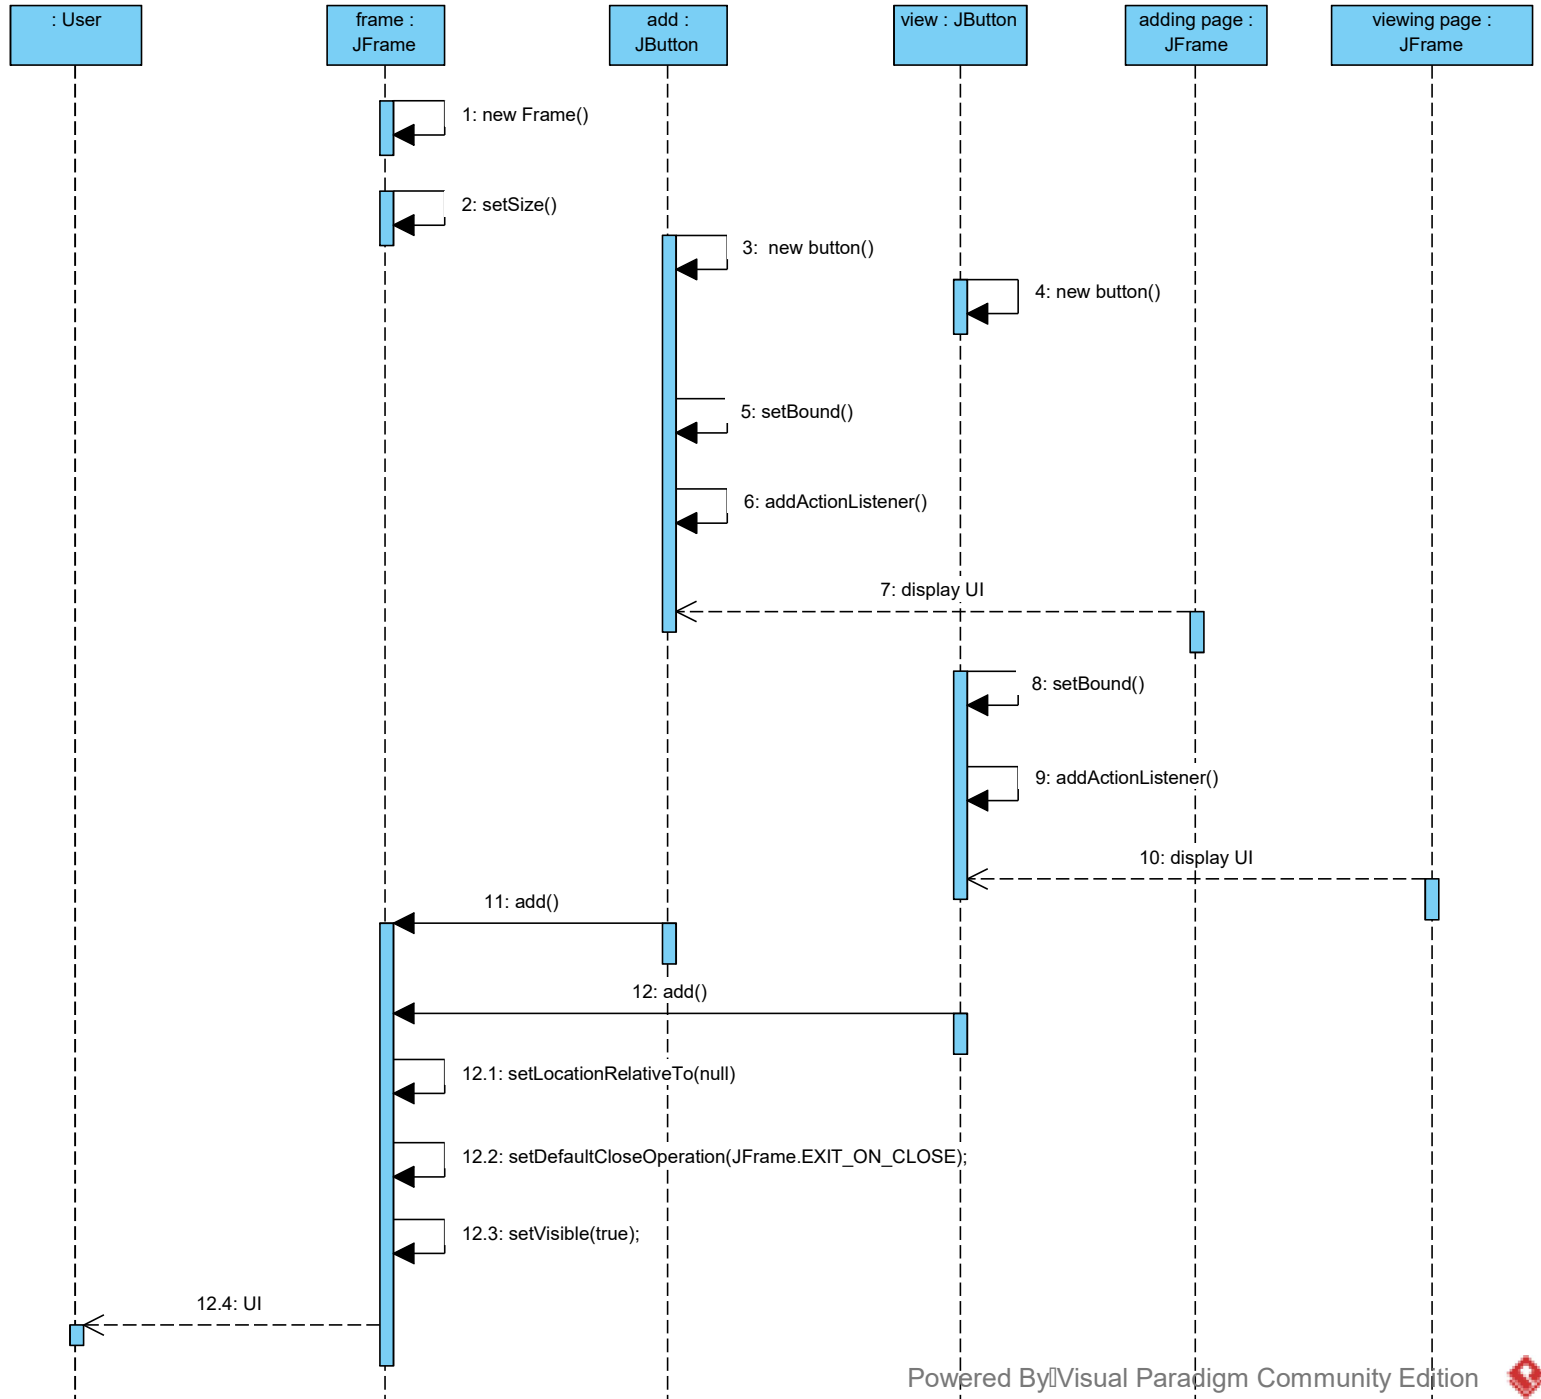 : User
frame :
JFrame
add :
JButton
view : JButton
adding page :
JFrame
viewing page :
JFrame
1: new Frame()
2: setSize()
3:  new button()
4: new button()
5: setBound()
6: addActionListener()
7: display UI
8: setBound()
9: addActionListener()
10: display UI
11: add()
12: add()
12.1: setLocationRelativeTo(null)
12.2: setDefaultCloseOperation(JFrame.EXIT_ON_CLOSE);
12.3: setVisible(true);
12.4: UI
Powered By▯Visual Paradigm Community Edition